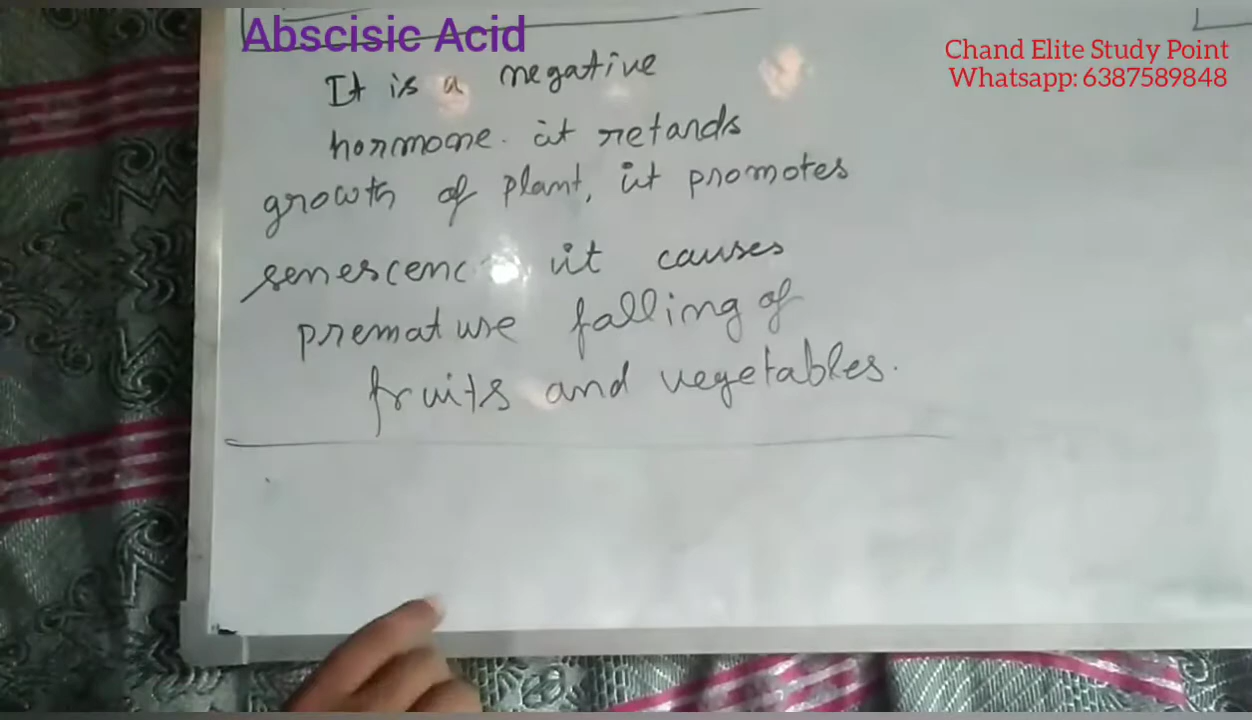 Abscisic Acid
Chand Elite Study Point
Whatsapp: 6387589848
It is a negative
hormone. it retards
growth of plant, it promotes
senescenc it causes
premature falling of
fruits and vegetables.